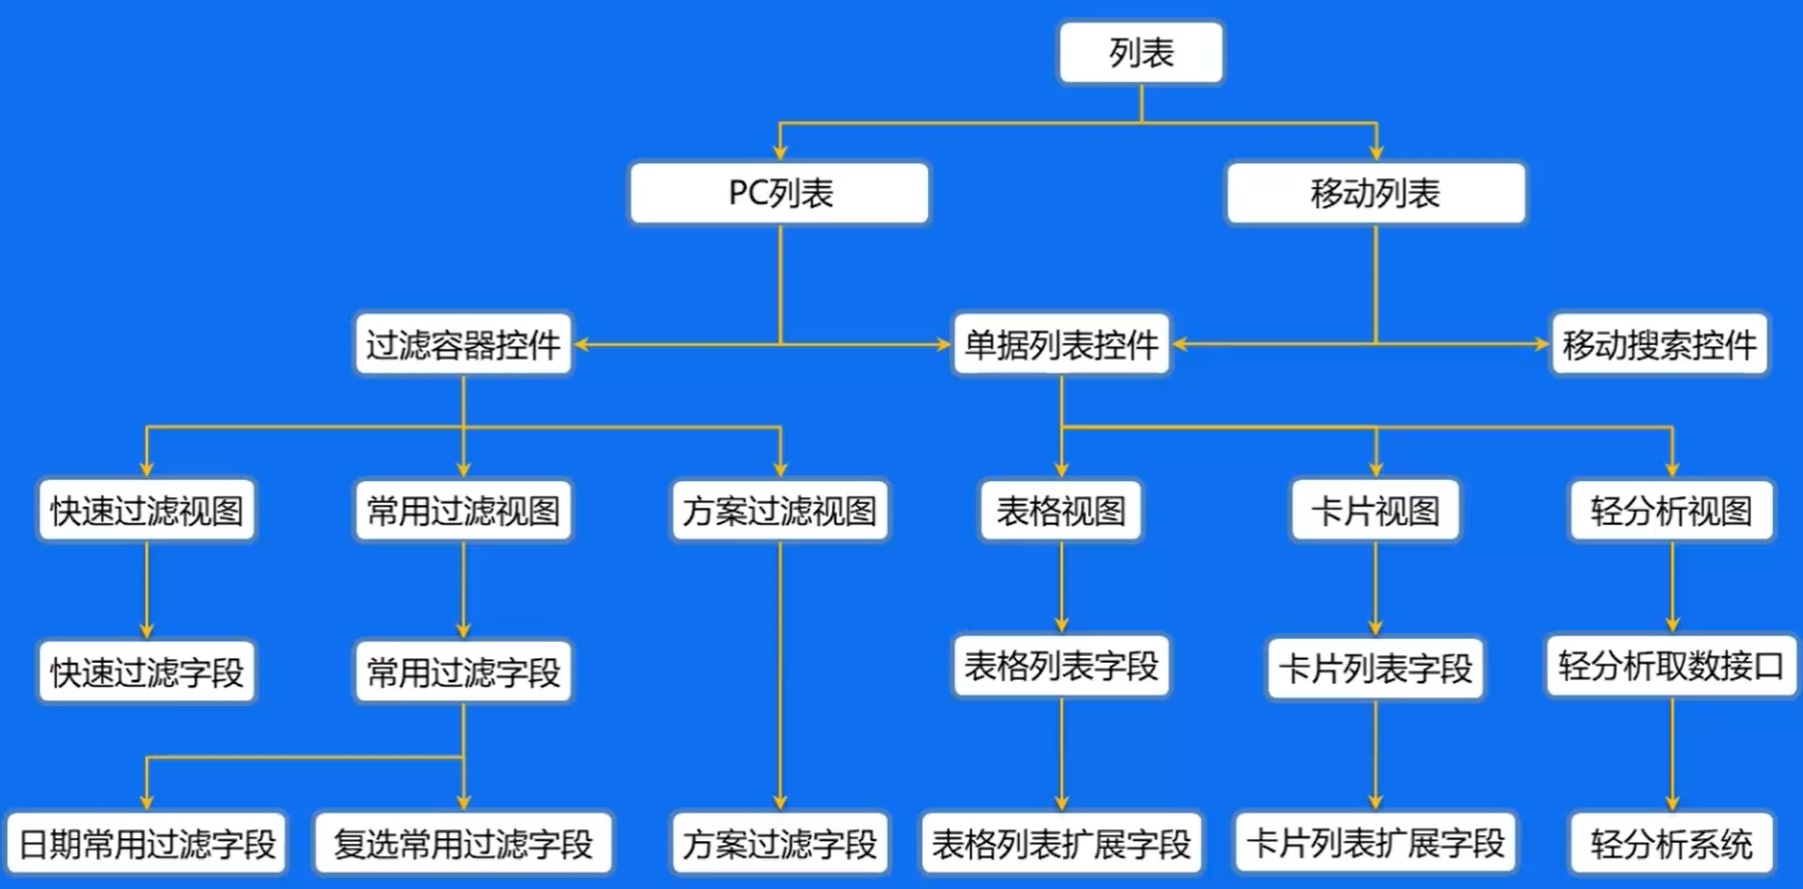 列表
PC列表
移动列表
过滤容器控件
单据列表控件
移动搜索控件
快速过滤视图
常用过滤视图
方案过滤视图
表格视图
卡片视图
轻分析视图
快速过滤字段
常用过滤字段
表格列表字段
卡片列表字段
轻分析取数接口
日期常用过滤字段
复选常用过滤字段
方案过滤字段
表格列表扩展字段
卡片列表扩展字段
轻分析系统